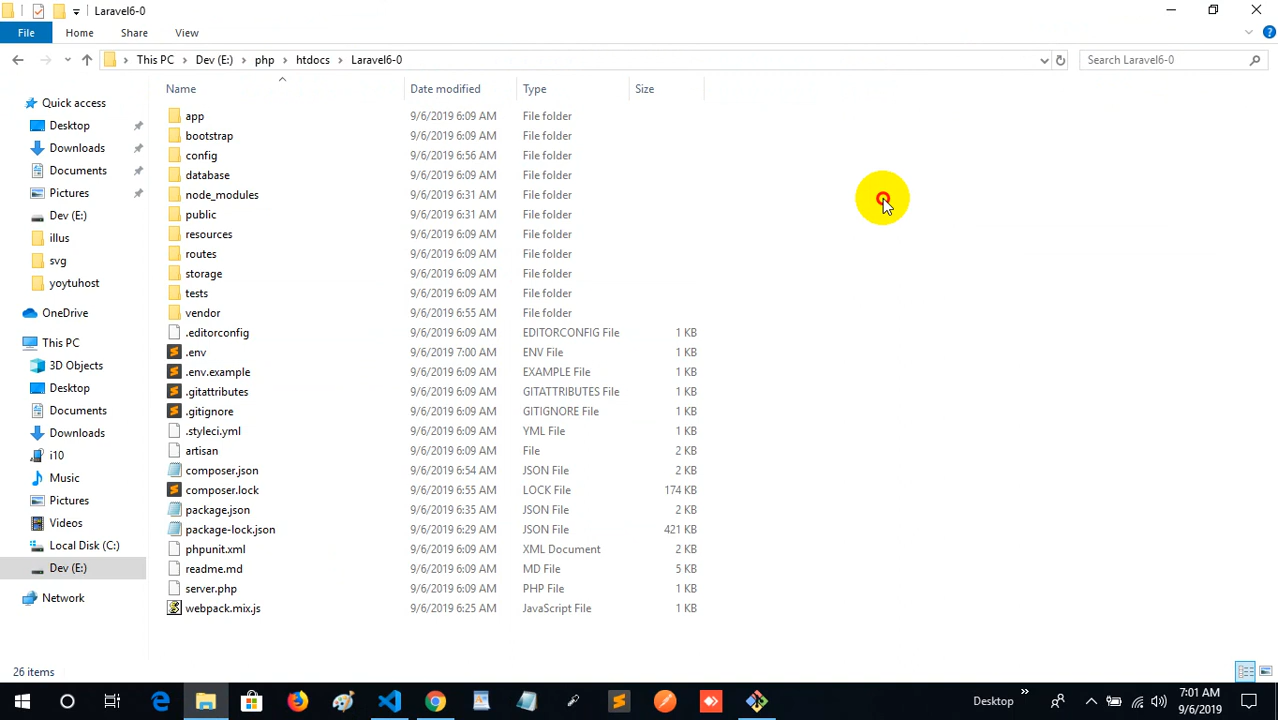 Laravel6-0
File Home Share View
This PC Dev (E:) php htdocs Laravel6-0 Search Laravel6-0
Name Date modified Type Size
Quick access
Desktop
Downloads
Documents
Pictures
Dev (E:)
illus
svg
yoytuhost
OneDrive
This PC
3D Objects
Desktop
Documents
Downloads
i10
Music
Pictures
Videos
Local Disk (C:)
Dev (E:)
Network
app 9/6/2019 6:09 AM File folder
bootstrap 9/6/2019 6:09 AM File folder
config 9/6/2019 6:56 AM File folder
database 9/6/2019 6:09 AM File folder
node_modules 9/6/2019 6:31 AM File folder
public 9/6/2019 6:31 AM File folder
resources 9/6/2019 6:09 AM File folder
routes 9/6/2019 6:09 AM File folder
storage 9/6/2019 6:09 AM File folder
tests 9/6/2019 6:09 AM File folder
vendor 9/6/2019 6:55 AM File folder
.editorconfig 9/6/2019 6:09 AM EDITORCONFIG File 1 KB
.env 9/6/2019 7:00 AM ENV File 1 KB
.env.example 9/6/2019 6:09 AM EXAMPLE File 1 KB
.gitattributes 9/6/2019 6:09 AM GITATTRIBUTES File 1 KB
.gitignore 9/6/2019 6:09 AM GITIGNORE File 1 KB
.styleci.yml 9/6/2019 6:09 AM YML File 1 KB
artisan 9/6/2019 6:09 AM File 2 KB
composer.json 9/6/2019 6:54 AM JSON File 2 KB
composer.lock 9/6/2019 6:55 AM LOCK File 174 KB
package.json 9/6/2019 6:35 AM JSON File 2 KB
package-lock.json 9/6/2019 6:29 AM JSON File 421 KB
phpunit.xml 9/6/2019 6:09 AM XML Document 2 KB
readme.md 9/6/2019 6:09 AM MD File 5 KB
server.php 9/6/2019 6:09 AM PHP File 1 KB
webpack.mix.js 9/6/2019 6:25 AM JavaScript File 1 KB
26 items
Desktop
7:01 AM
9/6/2019